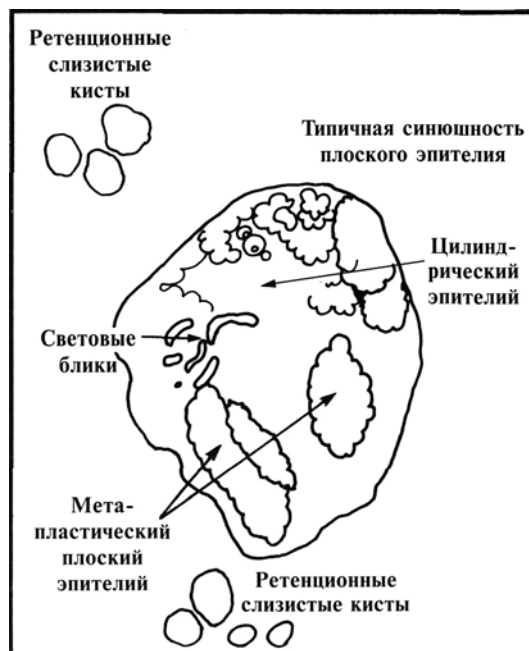 Ретенционные
слизистые
кисты
Типичная синюшность
плоского эпителия
Цилинд-
рический
эпителий
Световые
блики
Мета-
пластический
плоский
эпителий
Ретенционные
слизистые кисты